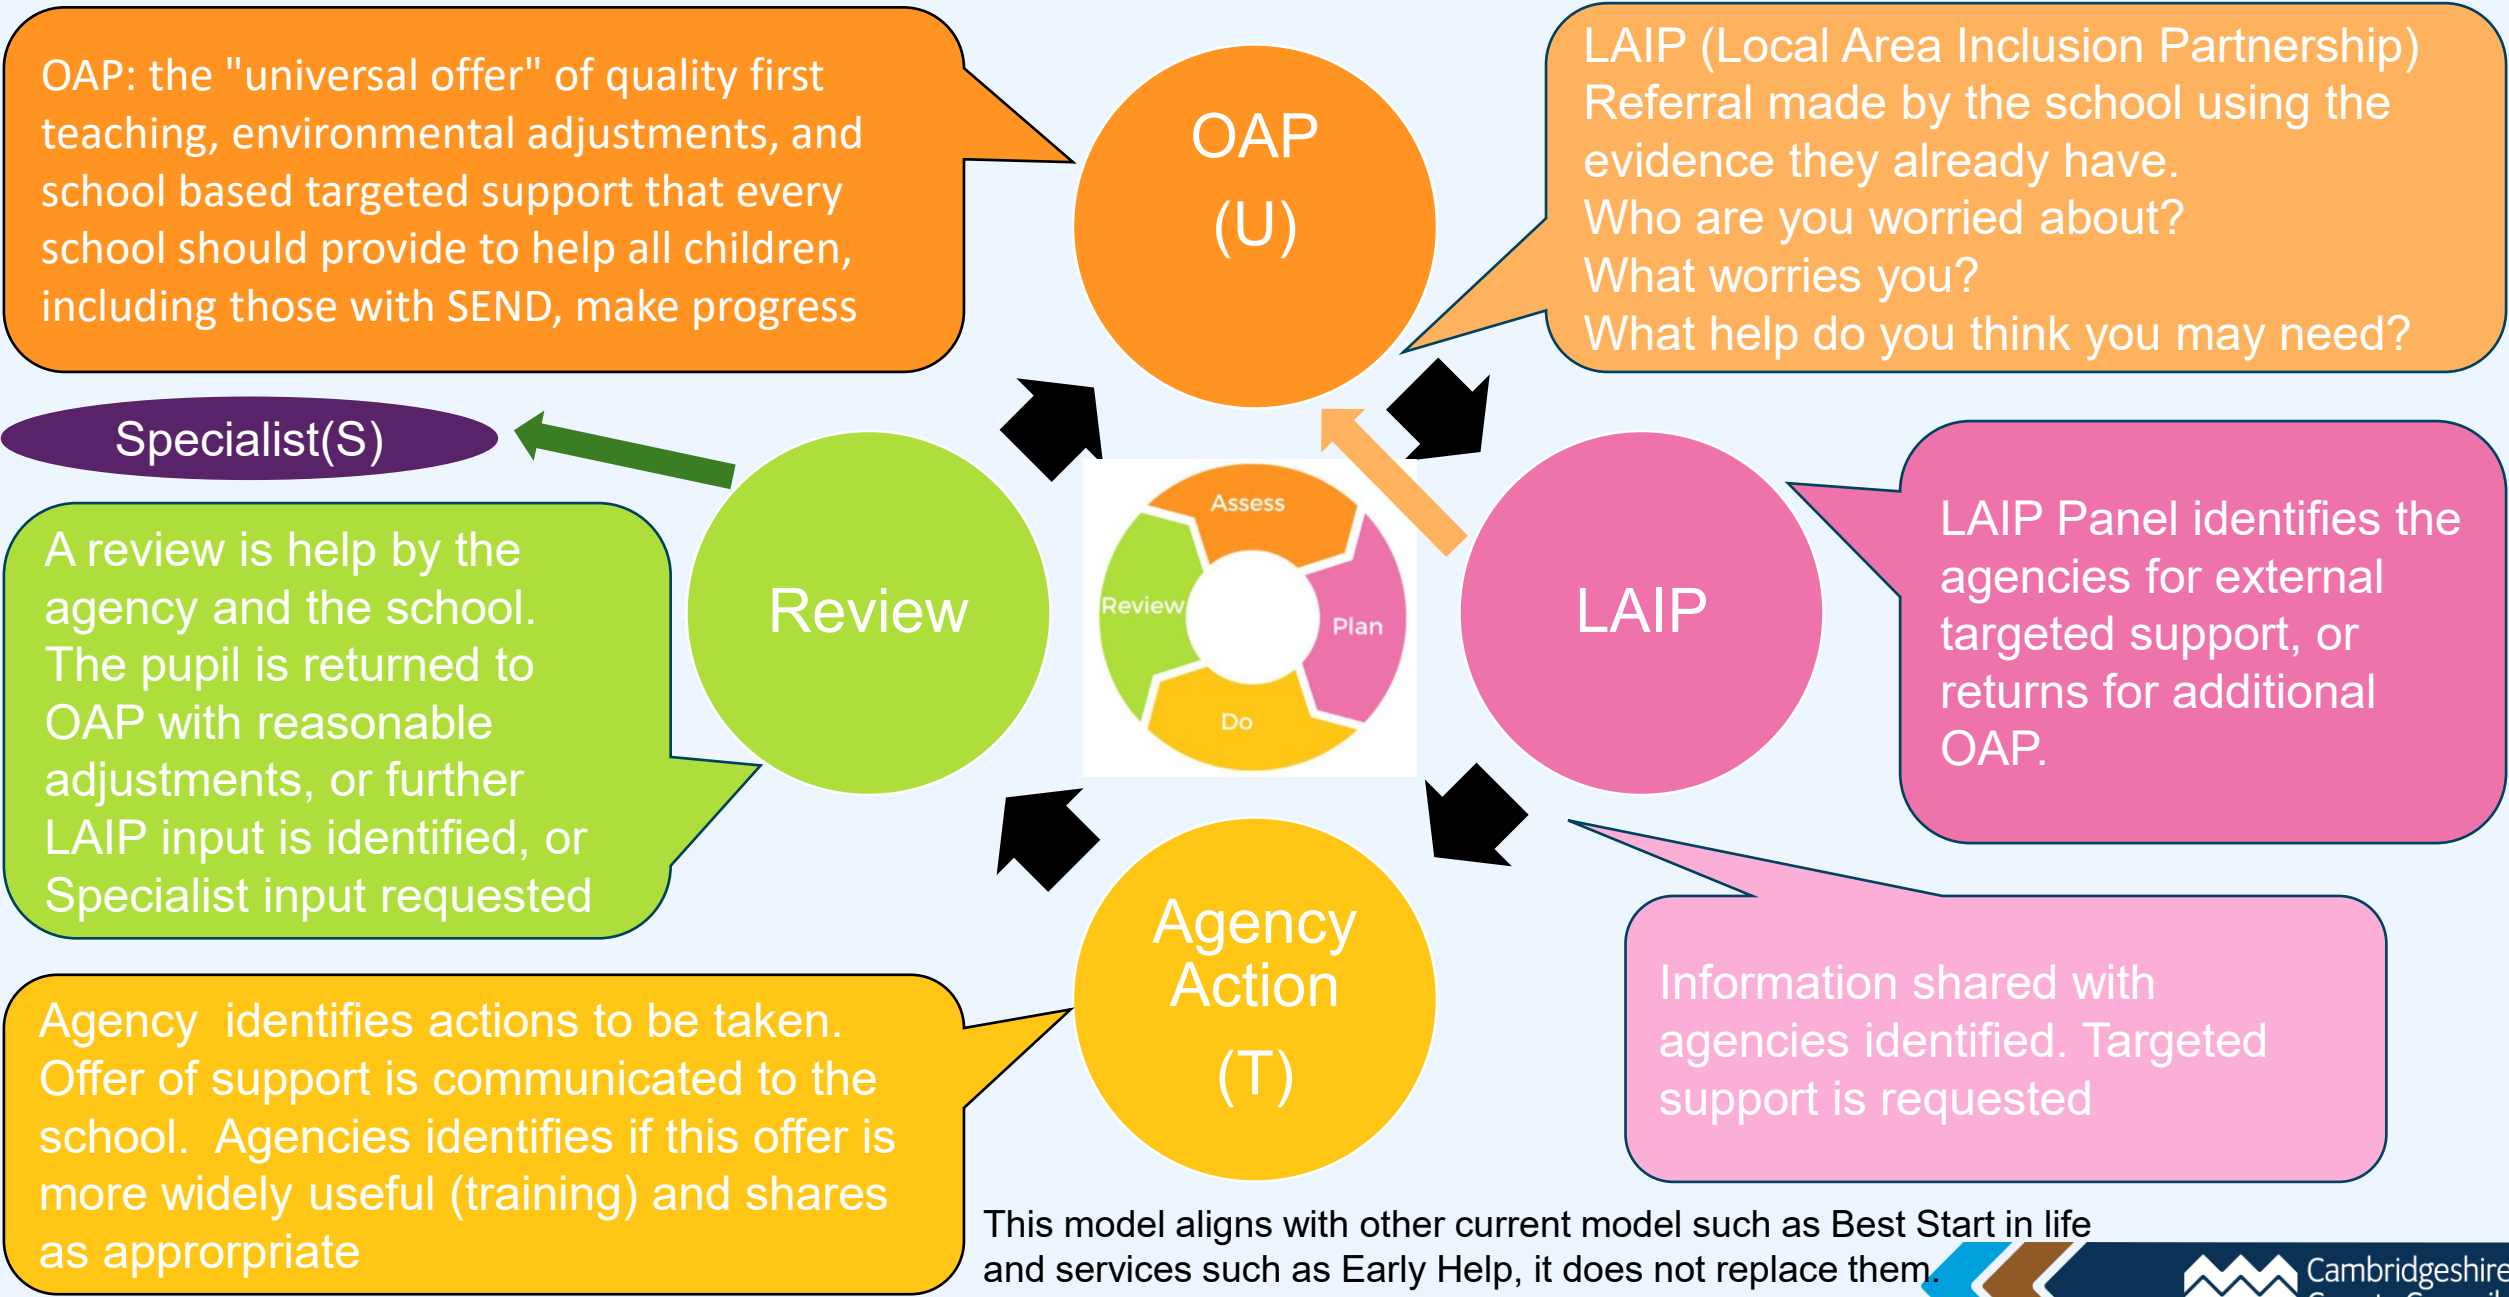 OAP: the "universal offer" of quality first
teaching, environmental adjustments, and
school based targeted support that every
school should provide to help all children,
including those with SEND, make progress
OAP
(U)
LAIP (Local Area Inclusion Partnership)
Referral made by the school using the
evidence they already have.
Who are you worried about?
What worries you?
What help do you think you may need?
Specialist(S)
Review
Assess
Plan
Do
Review
LAIP
LAIP Panel identifies the
agencies for external
targeted support, or
returns for additional
OAP.
A review is help by the
agency and the school.
The pupil is returned to
OAP with reasonable
adjustments, or further
LAIP input is identified, or
Specialist input requested
Agency
Action
(T)
Information shared with
agencies identified. Targeted
support is requested
Agency  identifies actions to be taken.
Offer of support is communicated to the
school.  Agencies identifies if this offer is
more widely useful (training) and shares
as approrpriate
This model aligns with other current model such as Best Start in life
and services such as Early Help, it does not replace them.
Cambridgeshire